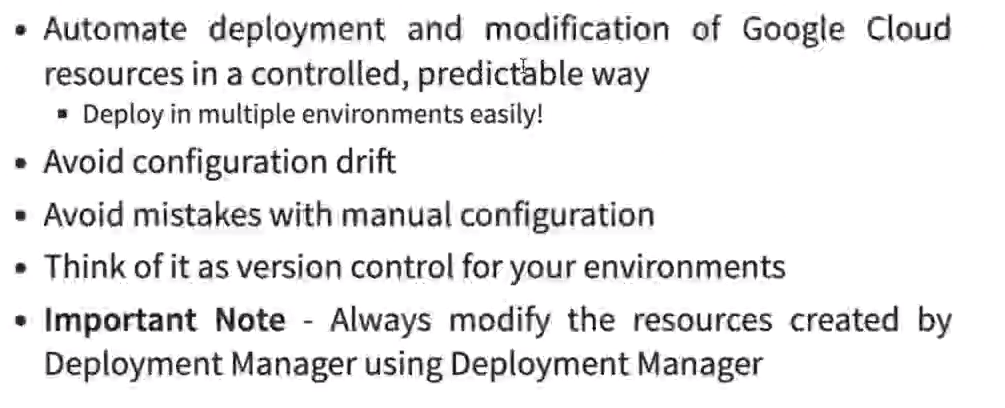 • Automate deployment and modification of Google Cloud
resources in a controlled, predictable way
▪ Deploy in multiple environments easily!
• Avoid configuration drift
• Avoid mistakes with manual configuration
• Think of it as version control for your environments
• Important Note - Always modify the resources created by
Deployment Manager using Deployment Manager